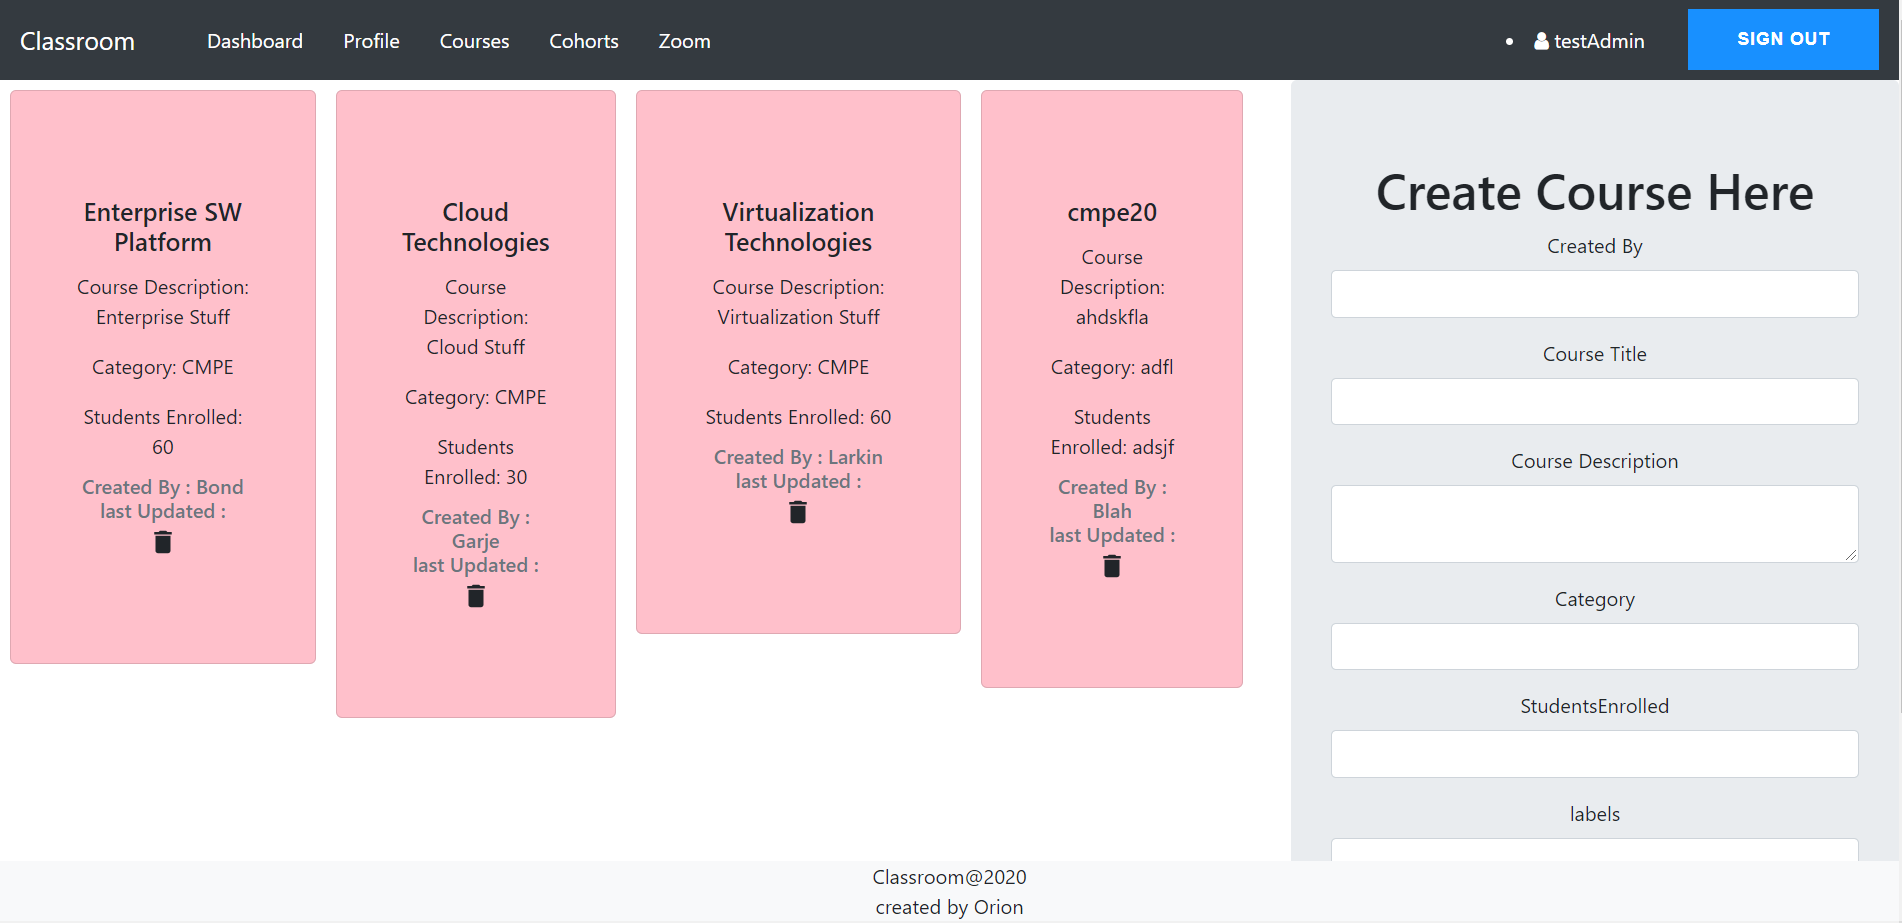 Classroom
Dashboard
Profile
Courses
Cohorts
Zoom
testAdmin
SIGN OUT
Enterprise SW
Platform
Course Description:
Enterprise Stuff
Category: CMPE
Students Enrolled:
60
Created By : Bond
last Updated :
Cloud
Technologies
Course
Description:
Cloud Stuff
Category: CMPE
Students
Enrolled: 30
Created By :
Garje
last Updated :
Virtualization
Technologies
Course Description:
Virtualization Stuff
Category: CMPE
Students Enrolled: 60
Created By : Larkin
last Updated :
cmpe20
Course
Description:
ahdskfla
Category: adfl
Students
Enrolled: adsjf
Created By :
Blah
last Updated :
Create Course Here
Created By
Course Title
Course Description
Category
StudentsEnrolled
labels
Classroom@2020
created by Orion